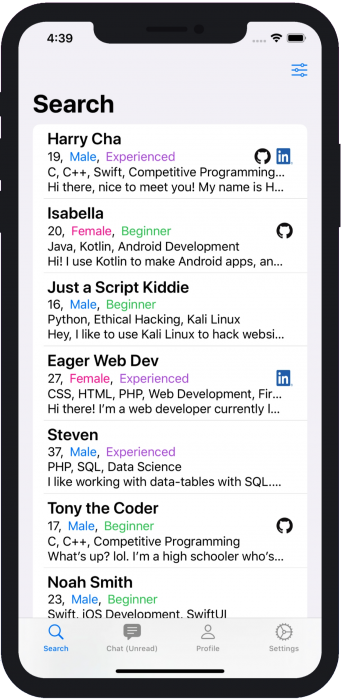 4:39
Search
Harry Cha
19, Male, Experienced
in
C, C++, Swift, Competitive Programming...
Hi there, nice to meet you! My name is H...
Isabella
20, Female, Beginner
Java, Kotlin, Android Development
Hi! I use Kotlin to make Android apps, an...
Just a Script Kiddie
16, Male, Beginner
Python, Ethical Hacking, Kali Linux
Hey, I like to use Kali Linux to hack websi...
Eager Web Dev
27, Female, Experienced
in
CSS, HTML, PHP, Web Development, Fir...
Hi there! I'm a web developer currently l...
Steven
37, Male, Experienced
PHP, SQL, Data Science
I like working with data-tables with SQL....
Tony the Coder
17, Male, Beginner
C, C++, Competitive Programming
What's up? lol. I'm a high schooler who's...
Noah Smith
23, Male, Beginner
Swift, iOS Development, SwiftUI
Search
Chat (Unread)
Profile
Settings